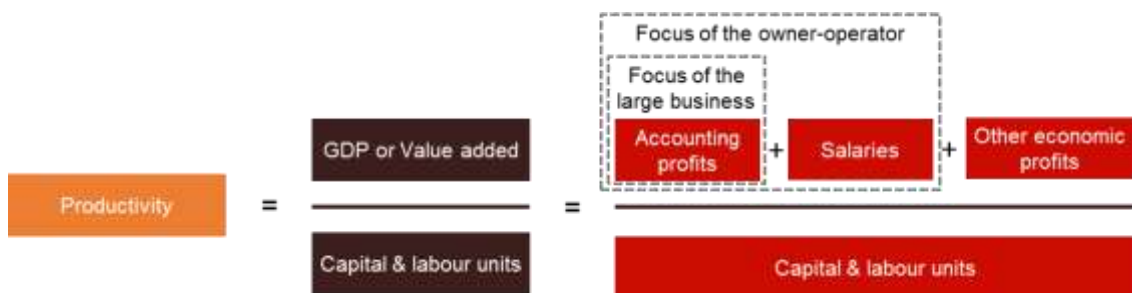 Focus of the owner-operator
Focus of the
large business
GDP or Value added
Accounting
profits
+
Salaries
+
Other economic
profits
Productivity
=
=
Capital & labour units
Capital & labour units